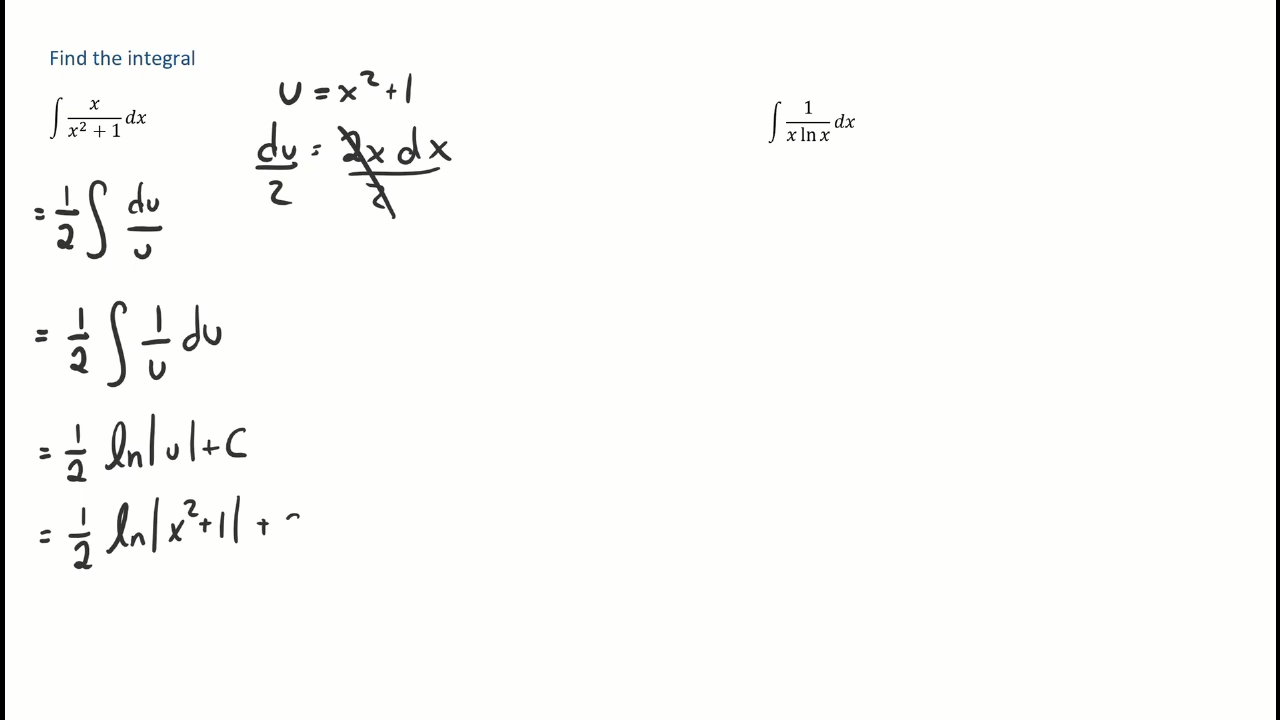 Find the integral
∫ x/(x² + 1) dx
u = x² + 1
du/2 = 2x dx/2
= 1/2 ∫ du/u
= 1/2 ∫ 1/u du
= 1/2 ln|u| + C
= 1/2 ln|x² + 1| +
∫ 1/(x ln x) dx